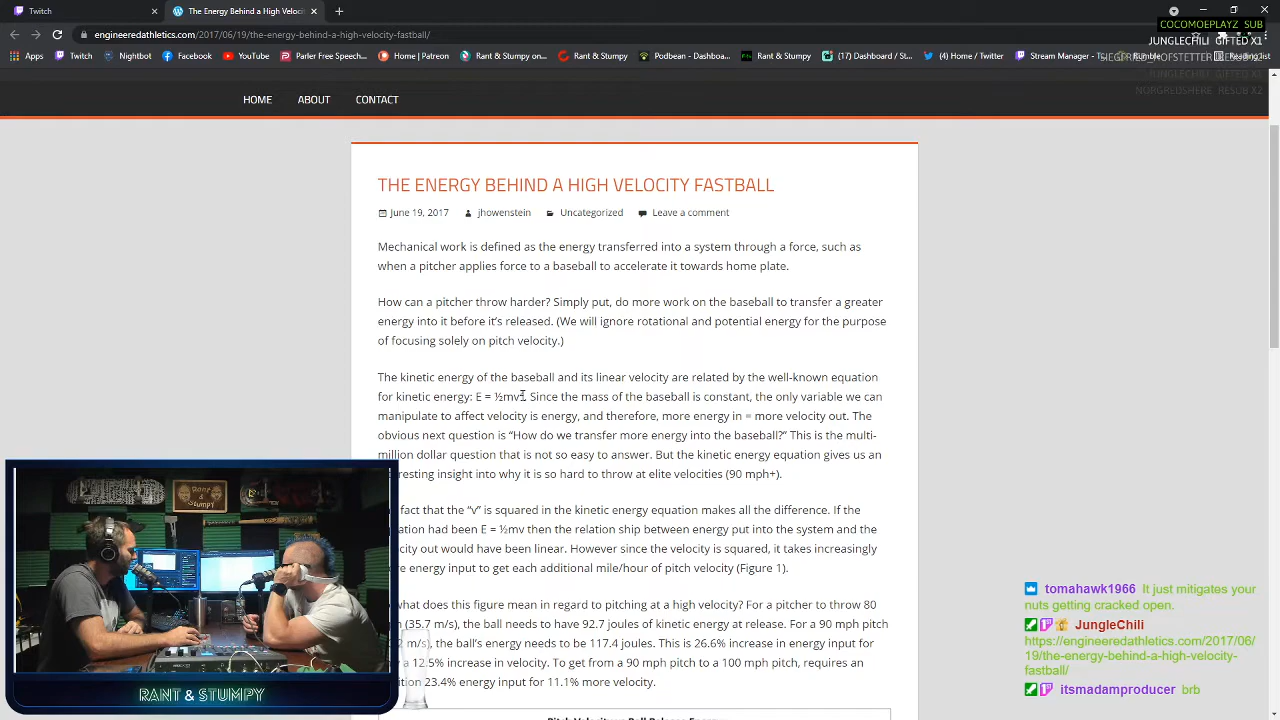 Twitch
The Energy Behind a High Velocit
COCOMOEPLAYZ SUB
engineeredathletics.com/2017/06/19/the-energy-behind-a-high-velocity-fastball/
JUNGLECHILI GIFTED X1
Apps
Twitch
Nightbot
Facebook
YouTube
Parler Free Speech...
Home | Patreon
Rant & Stumpy on...
Rant & Stumpy
Podbean - Dashboa...
Rant & Stumpy
(17) Dashboard / St...
(4) Home / Twitter
Stream Manager - T
JUNGLECHILI GIFTED X1
NORGREDSHERE RESUB X2
HOME
ABOUT
CONTACT
THE ENERGY BEHIND A HIGH VELOCITY FASTBALL
June 19, 2017
jhowenstein
Uncategorized
Leave a comment
Mechanical work is defined as the energy transferred into a system through a force, such as
when a pitcher applies force to a baseball to accelerate it towards home plate.
How can a pitcher throw harder? Simply put, do more work on the baseball to transfer a greater
energy into it before it's released. (We will ignore rotational and potential energy for the purpose
of focusing solely on pitch velocity.)
The kinetic energy of the baseball and its linear velocity are related by the well-known equation
for kinetic energy: E = ½mv Since the mass of the baseball is constant, the only variable we can
manipulate to affect velocity is energy, and therefore, more energy in = more velocity out. The
obvious next question is “How do we transfer more energy into the baseball?” This is the multi-
million dollar question that is not so easy to answer. But the kinetic energy equation gives us an
resting insight into why it is so hard to throw at elite velocities (90 mph+).
fact that the “v” is squared in the kinetic energy equation makes all the difference. If the
ation had been E = ½mv then the relation ship between energy put into the system and the
city out would have been linear. However since the velocity is squared, it takes increasingly
energy input to get each additional mile/hour of pitch velocity (Figure 1).
what does this figure mean in regard to pitching at a high velocity? For a pitcher to throw 80
(35.7 m/s), the ball needs to have 92.7 joules of kinetic energy at release. For a 90 mph pitch
m/s), the ball's energy needs to be 117.4 joules. This is 26.6% increase in energy input for
a 12.5% increase in velocity. To get from a 90 mph pitch to a 100 mph pitch, requires an
ition 23.4% energy input for 11.1% more velocity.
RANT & STUMPY
RANT & STUMPY
tomahawk1966 It just mitigates your
nuts getting cracked open.
JungleChili
https://engineeredathletics.com/2017/06/
19/the-energy-behind-a-high-velocity-
fastball/
itsmadamproducer brb